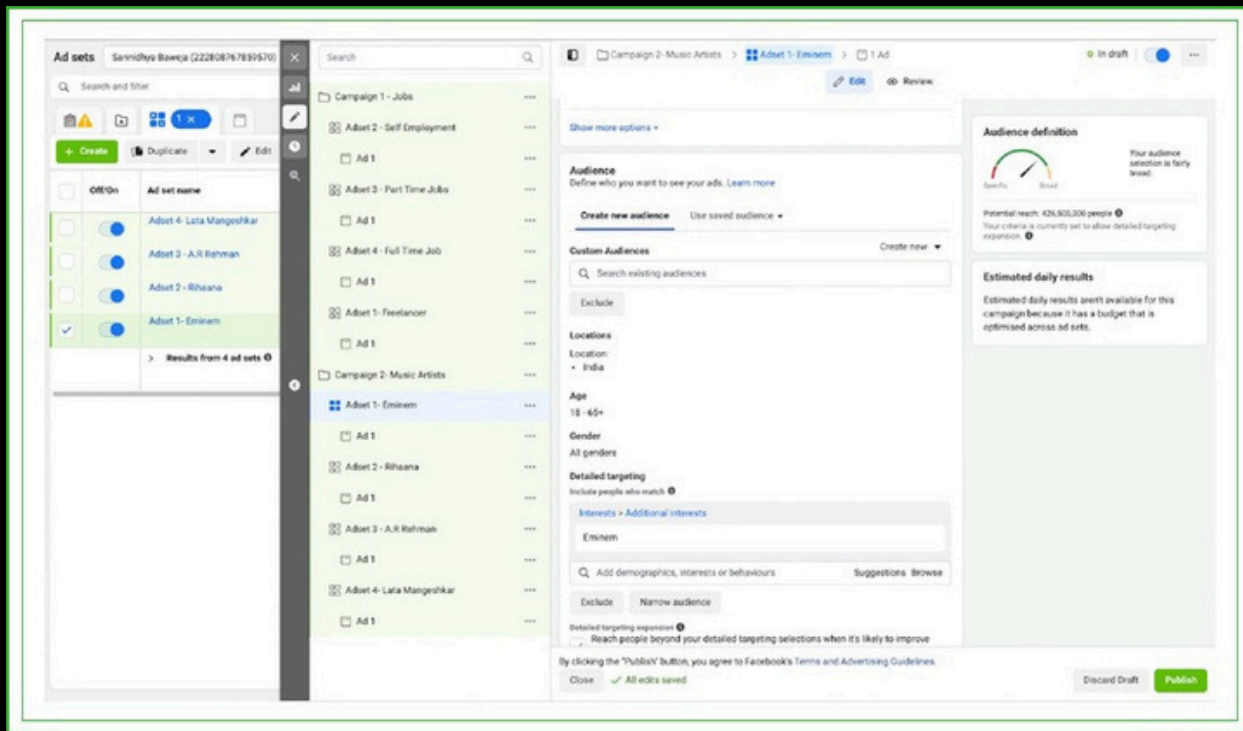 Ad sets
Sannidhya Baweja (222808767859570)
Search and filter
1 ×
+ Create
Duplicate
Edit
Off/On
Ad set name
Adset 4- Lata Mangeshkar
Adset 3 - A.R Rehman
Adset 2 - Rihaana
Adset 1- Eminem
Results from 4 ad sets
Search
Campaign 1 - Jobs
Adset 2 - Self Employment
Ad 1
Adset 3 - Part Time Jobs
Ad 1
Adset 4 - Full Time Job
Ad 1
Adset 1- Freelancer
Ad 1
Campaign 2- Music Artists
Adset 1- Eminem
Ad 1
Adset 2 - Rihaana
Ad 1
Adset 3 - A.R Rehman
Ad 1
Adset 4- Lata Mangeshkar
Ad 1
Campaign 2- Music Artists > Adset 1- Eminem > 1 Ad
In draft
Edit
Review
Show more options
Audience
Define who you want to see your ads. Learn more
Create new audience
Use saved audience
Custom Audiences
Create new
Search existing audiences
Exclude
Locations
Location:
• India
Age
18 - 65+
Gender
All genders
Detailed targeting
Include people who match
Interests > Additional interests
Eminem
Add demographics, interests or behaviours
Suggestions
Browse
Exclude
Narrow audience
Detailed targeting expansion
Reach people beyond your detailed targeting selections when it's likely to improve
By clicking the "Publish" button, you agree to Facebook's Terms and Advertising Guidelines.
Close
All edits saved
Discard Draft
Publish
Audience definition
Specific
Broad
Your audience
selection is fairly
broad.
Potential reach: 426,500,000 people
Your criteria is currently set to allow detailed targeting
expansion.
Estimated daily results
Estimated daily results aren't available for this
campaign because it has a budget that is
optimised across ad sets.